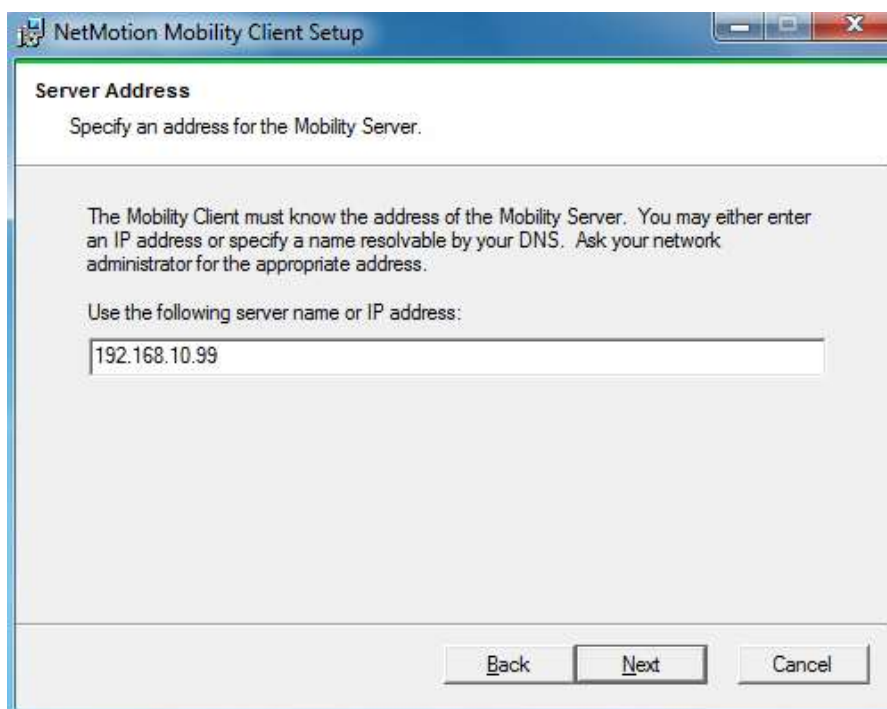 NetMotion Mobility Client Setup
Server Address
Specify an address for the Mobility Server.
The Mobility Client must know the address of the Mobility Server.  You may either enter
an IP address or specify a name resolvable by your DNS.  Ask your network
administrator for the appropriate address.
Use the following server name or IP address:
192.168.10.99
Back
Next
Cancel